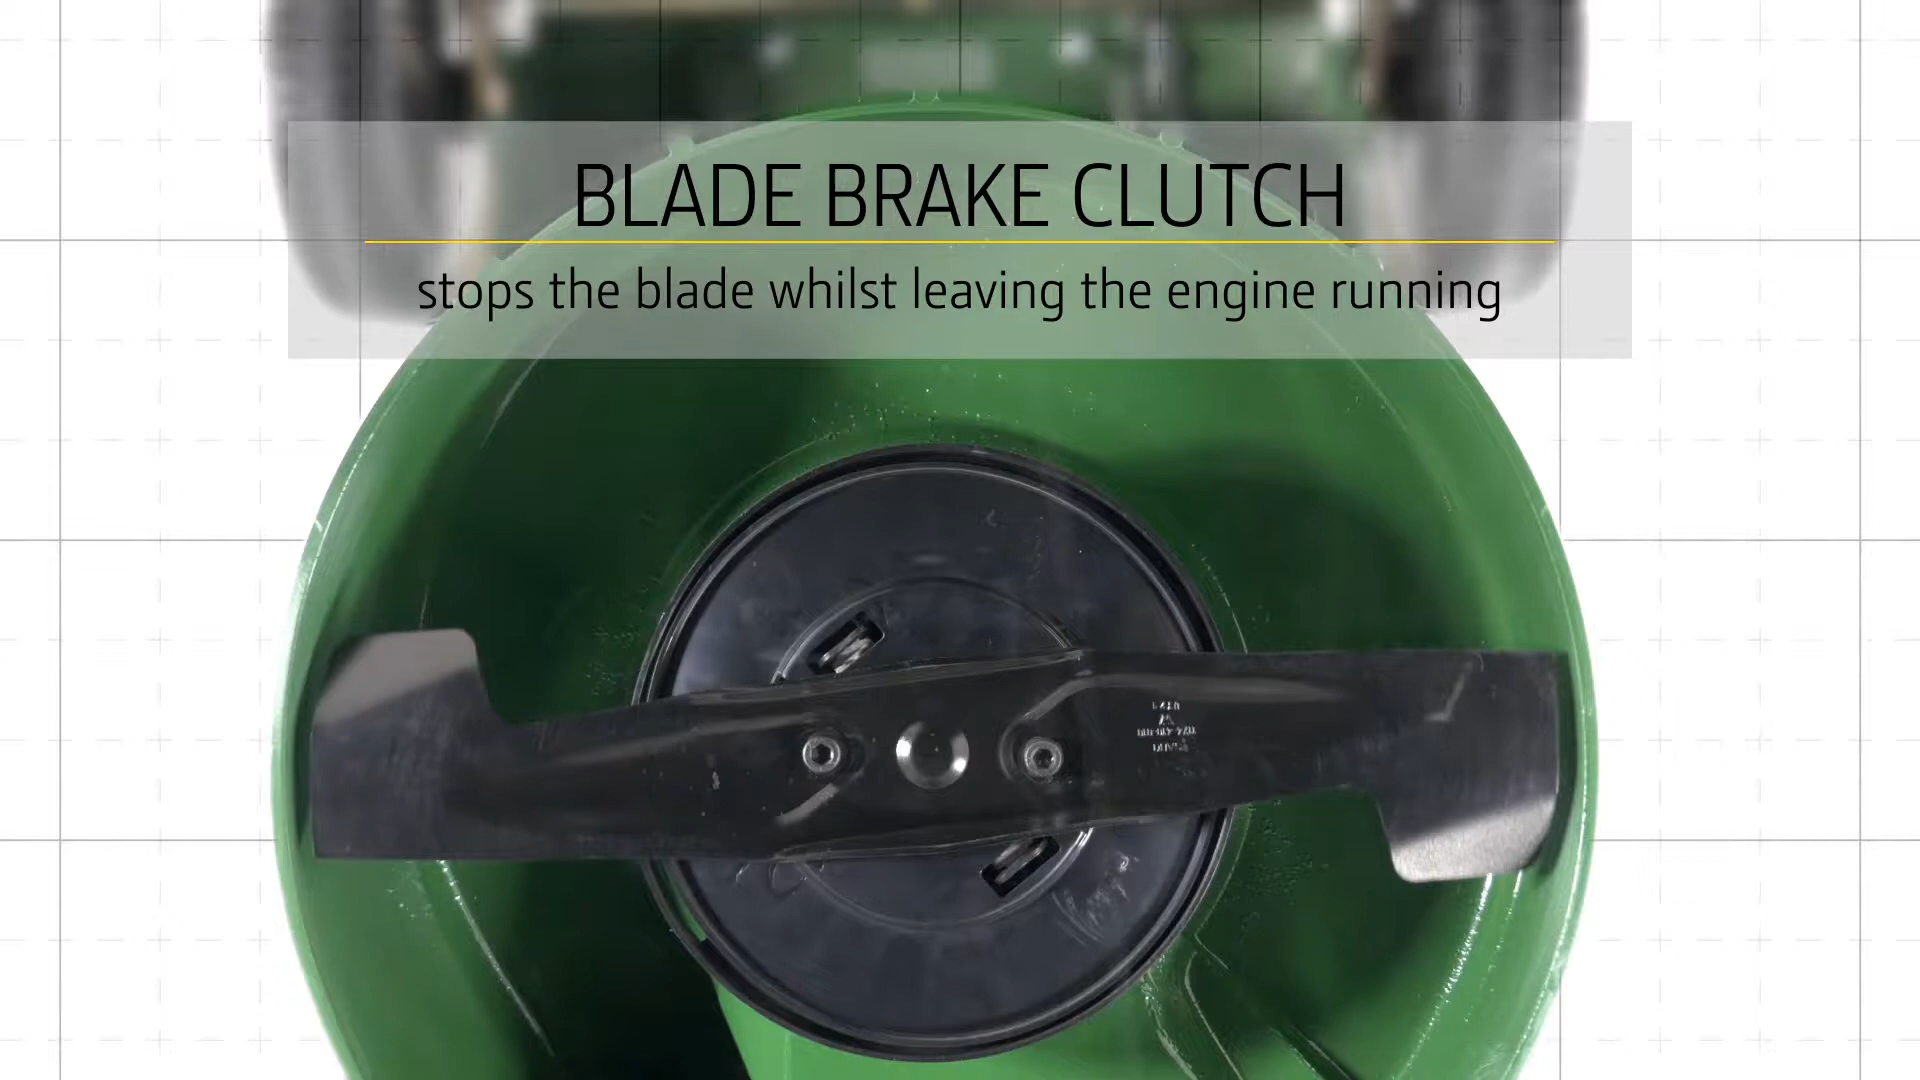 BLADE BRAKE CLUTCH
stops the blade whilst leaving the engine running